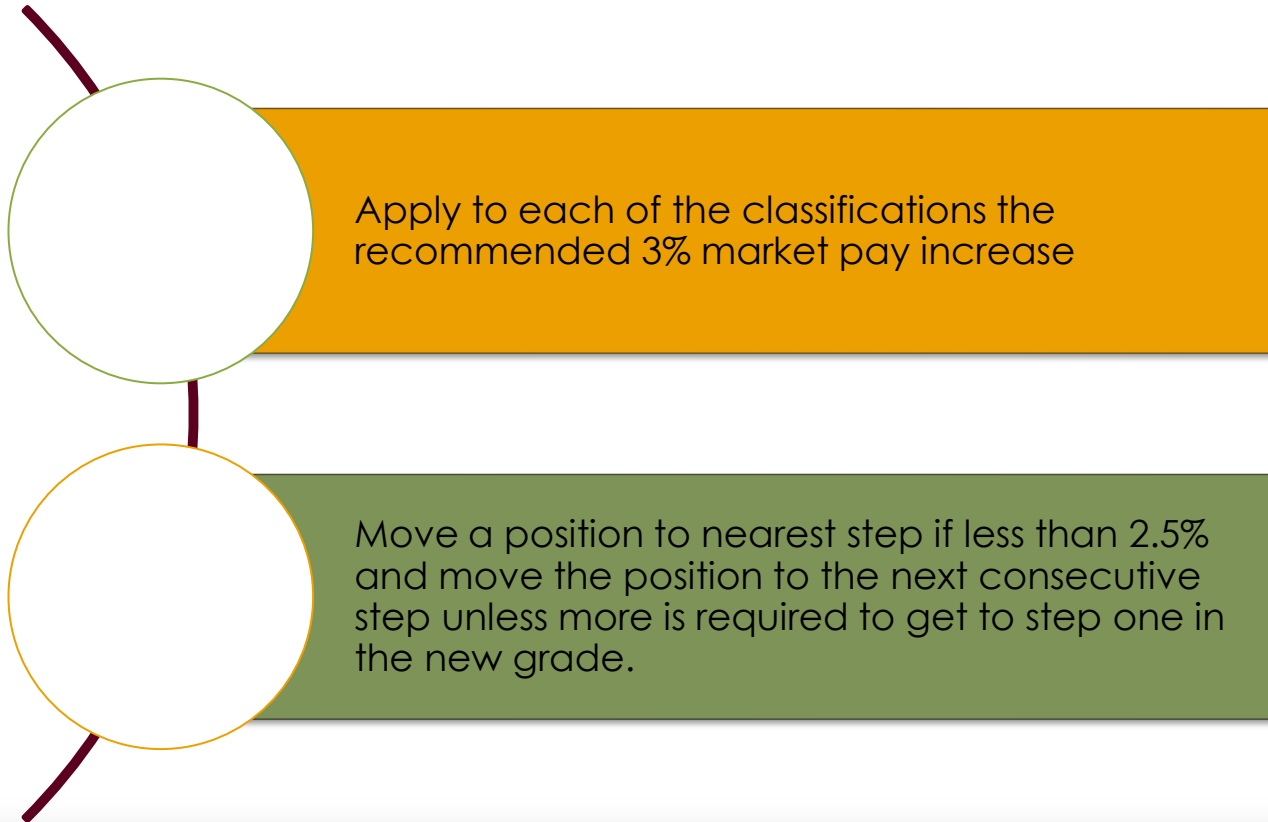 Apply to each of the classifications the
recommended 3% market pay increase
Move a position to nearest step if less than 2.5%
and move the position to the next consecutive
step unless more is required to get to step one in
the new grade.